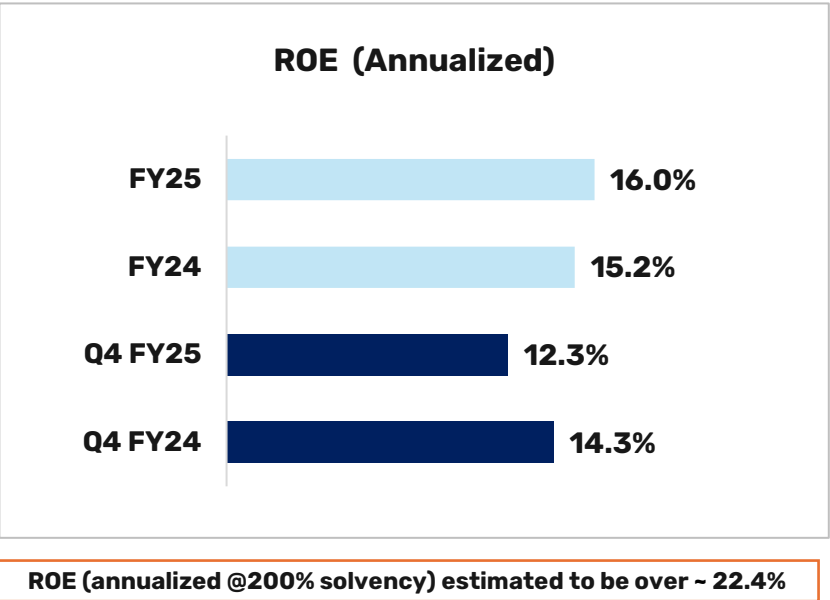 ROE (Annualized)
FY25 16.0%
FY24 15.2%
Q4 FY25 12.3%
Q4 FY24 14.3%
ROE (annualized @200% solvency) estimated to be over ~ 22.4%